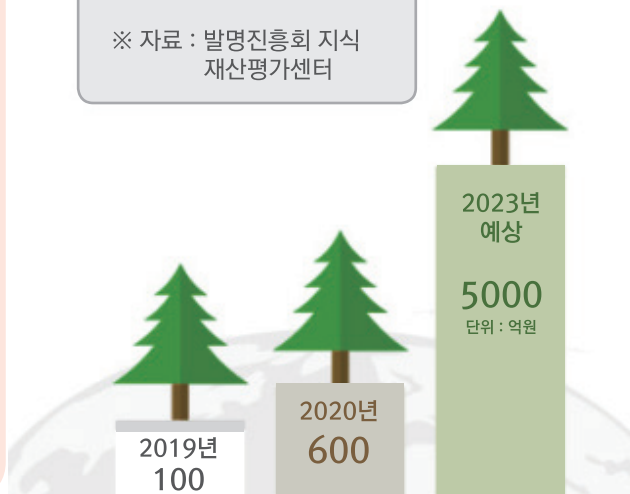 ※ 자료 : 발명진흥회 지식
재산평가센터
2023년
예상
5000
단위 : 억원
2020년
600
2019년
100